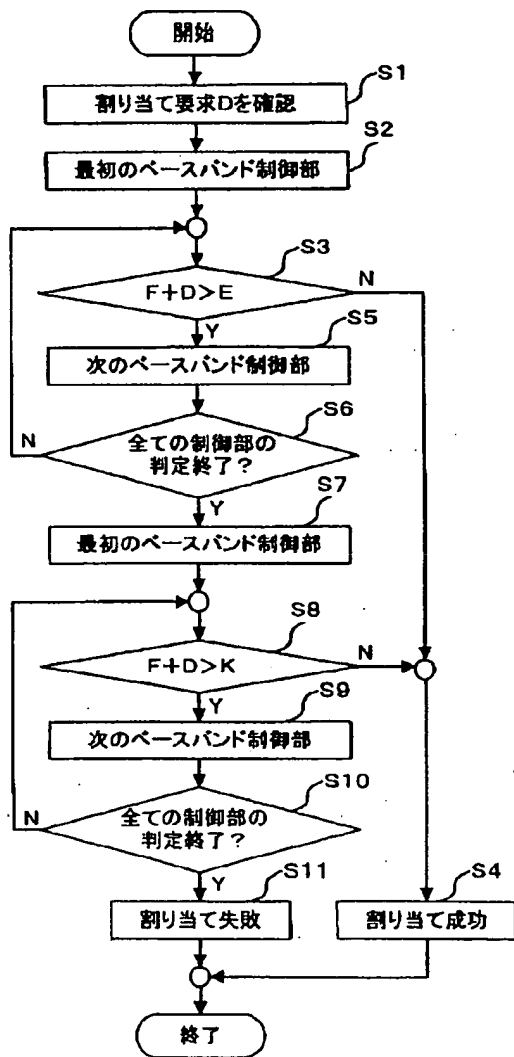 開始
S1
割り当て要求Dを確認
S2
最初のベースバンド制御部
S3
F+D>E
N
Y
S5
次のベースバンド制御部
S6
全ての制御部の
判定終了?
N
Y
S7
最初のベースバンド制御部
S8
F+D>K
N
Y
S9
次のベースバンド制御部
S10
全ての制御部の
判定終了?
N
Y
S11
割り当て失敗
S4
割り当て成功
終了